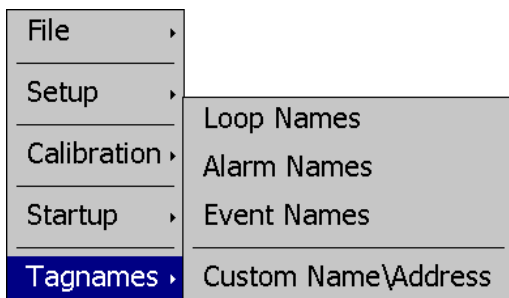 File
Setup
Calibration
Startup
Tagnames
Loop Names
Alarm Names
Event Names
Custom Name\Address